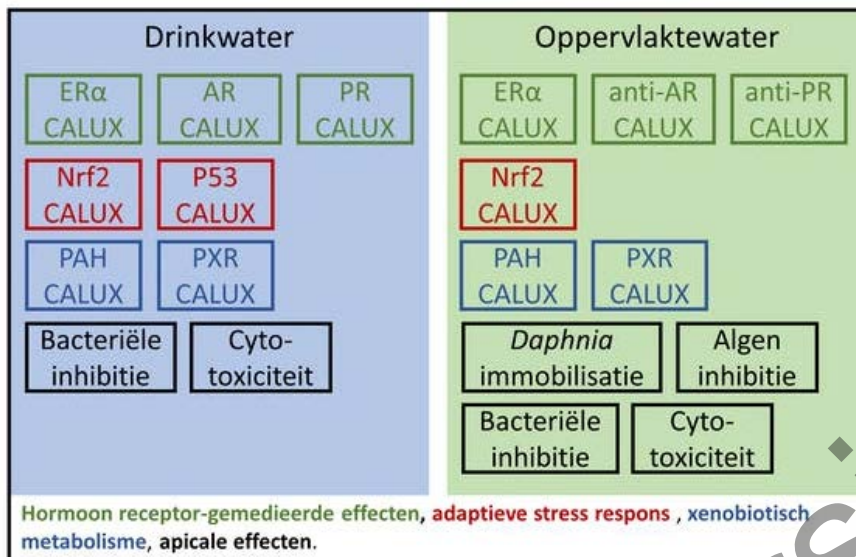 Drinkwater
ERα
CALUX
AR
CALUX
PR
CALUX
Nrf2
CALUX
P53
CALUX
PAH
CALUX
PXR
CALUX
Bacteriële
inhibitie
Cyto-
toxiciteit
Oppervlaktewater
ERα
CALUX
anti-AR
CALUX
anti-PR
CALUX
Nrf2
CALUX
PAH
CALUX
PXR
CALUX
Daphnia
immobilisatie
Algen
inhibitie
Bacteriële
inhibitie
Cyto-
toxiciteit
Hormoon receptor-gemedieerde effecten, adaptieve stress respons , xenobiotisch
metabolisme, apicale effecten.